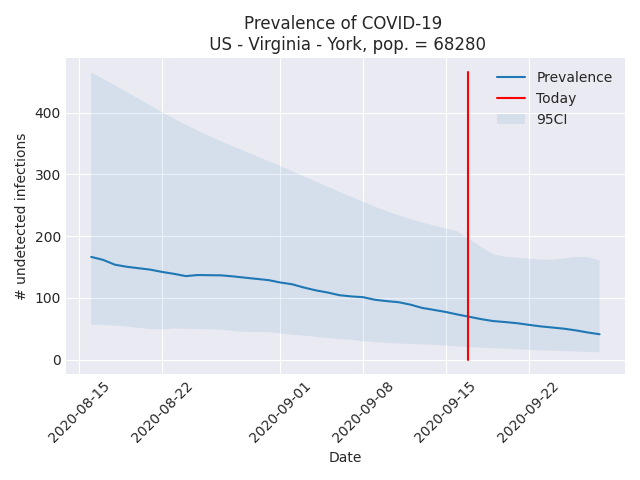 Prevalence of COVID-19
US - Virginia - York, pop. = 68280
# undetected infections
400
300
200
100
0
Prevalence
Today
95CI
2020-08-15
2020-08-22
2020-09-01
2020-09-08
2020-09-15
2020-09-22
Date